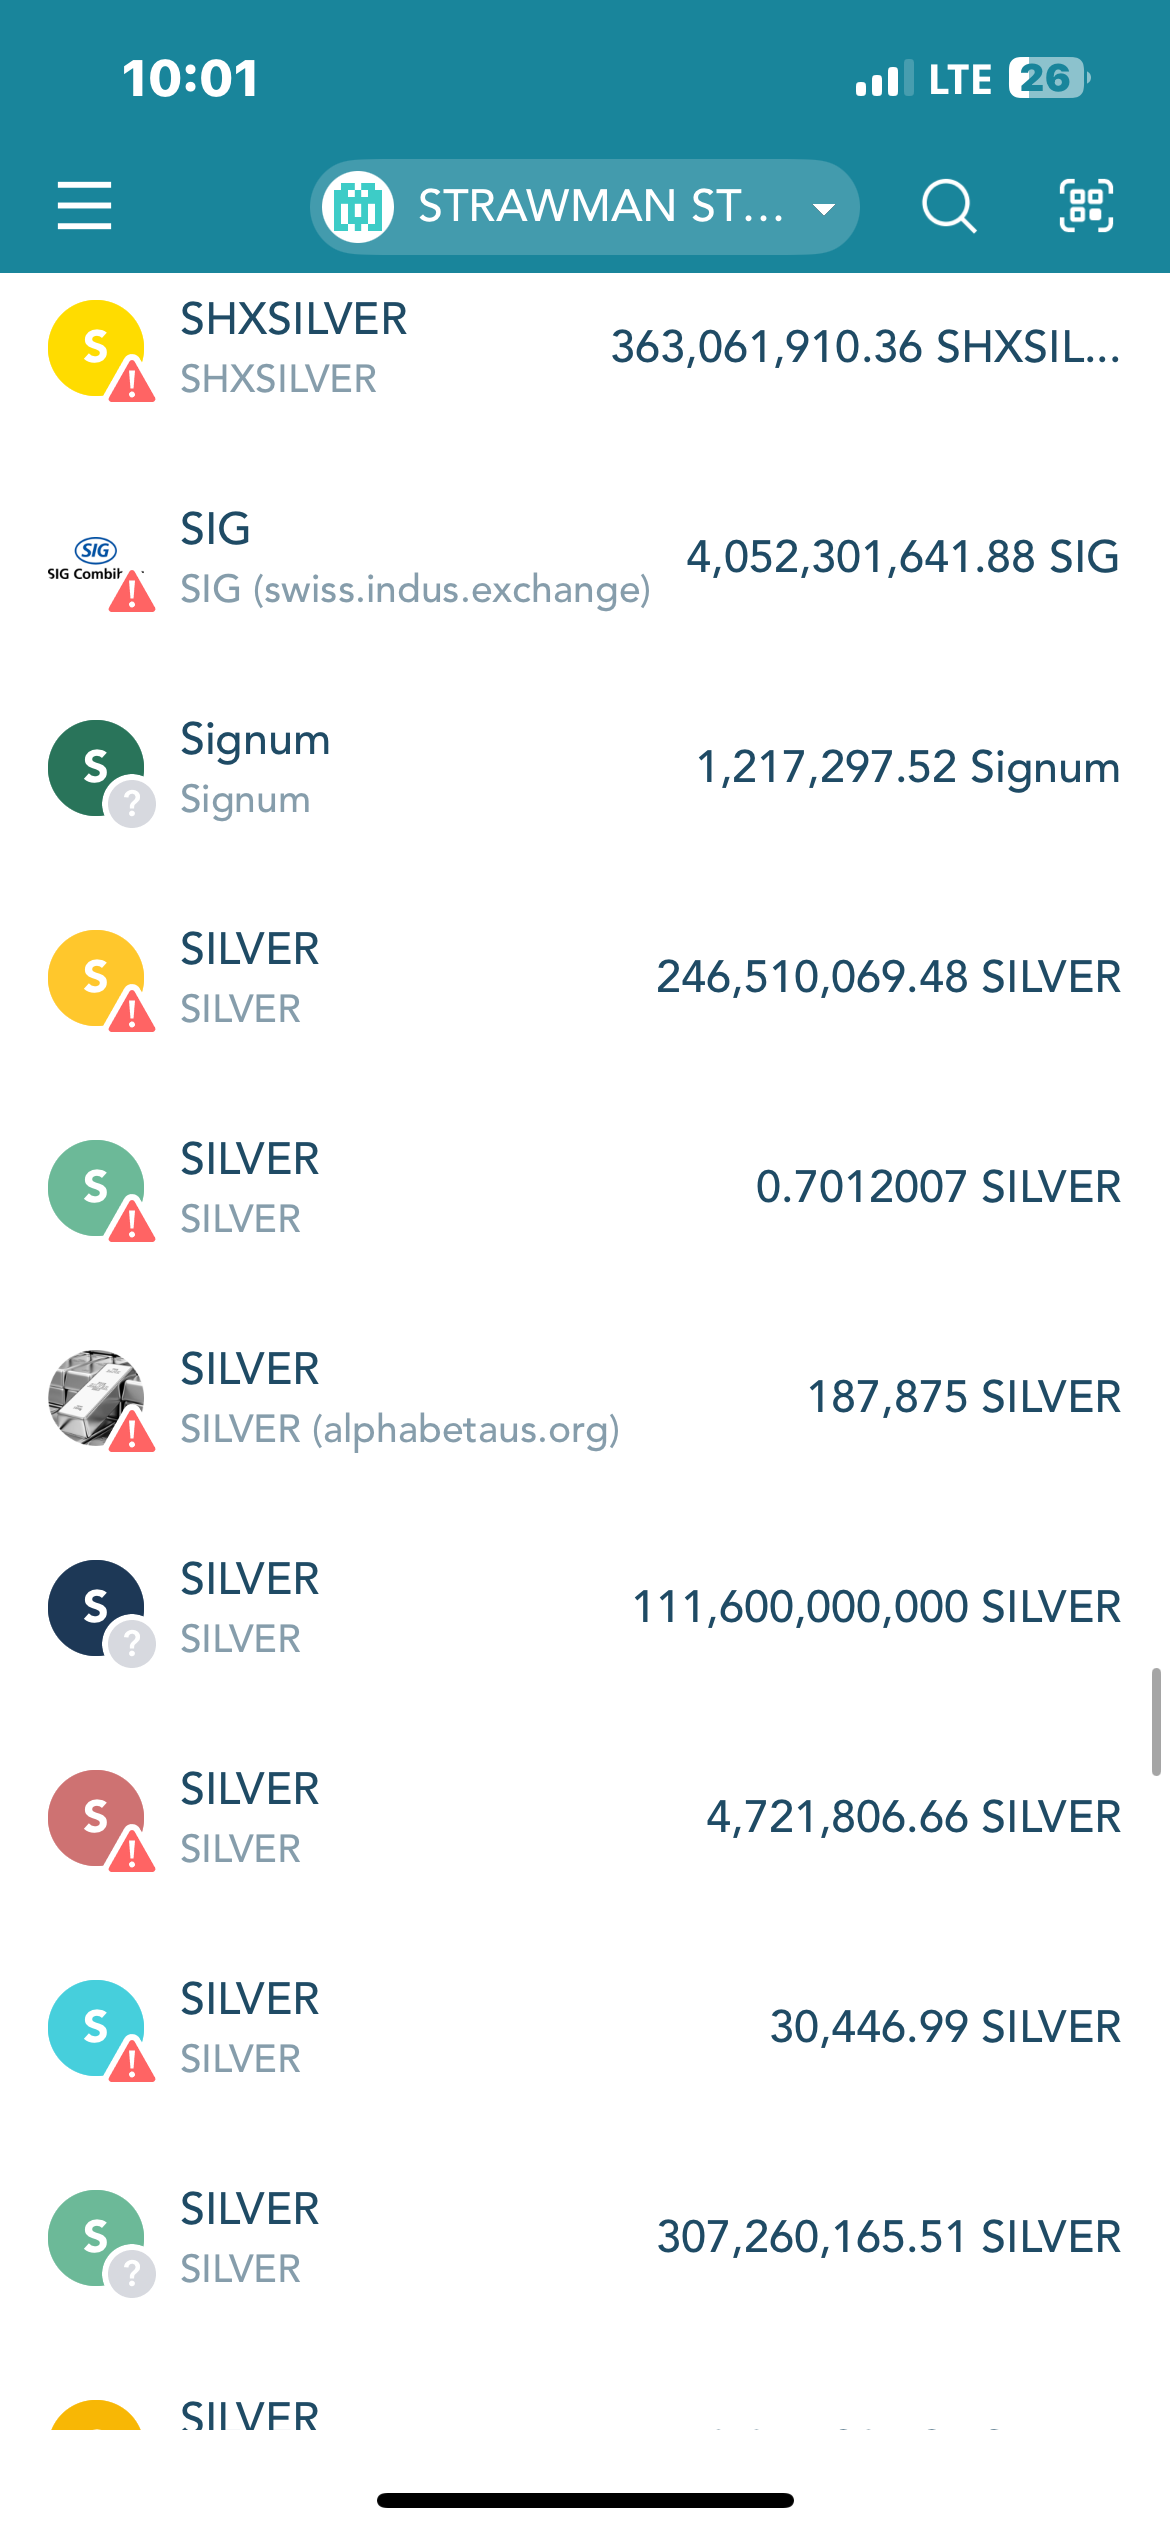 10:01
LTE 26
STRAWMAN ST...
S
SHXSILVER
SHXSILVER
363,061,910.36 SHXSIL...
SIG
SIG
SIG (swiss.indus.exchange)
4,052,301,641.88 SIG
S
?
Signum
Signum
1,217,297.52 Signum
S
SILVER
SILVER
246,510,069.48 SILVER
S
SILVER
SILVER
0.7012007 SILVER
SILVER
SILVER (alphabetaus.org)
187,875 SILVER
S
?
SILVER
SILVER
111,600,000,000 SILVER
S
SILVER
SILVER
4,721,806.66 SILVER
S
SILVER
SILVER
30,446.99 SILVER
S
?
SILVER
SILVER
307,260,165.51 SILVER
SILVER